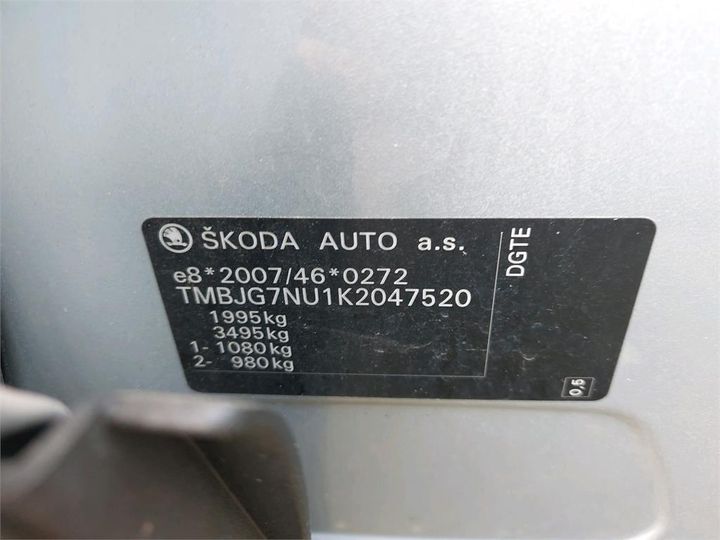 ŠKODA AUTO a.s.
e8*2007/46*0272
TMBJG7NU1K2047520
1995kg
3495kg
1- 1080kg
2- 980kg
DGTE
0,5